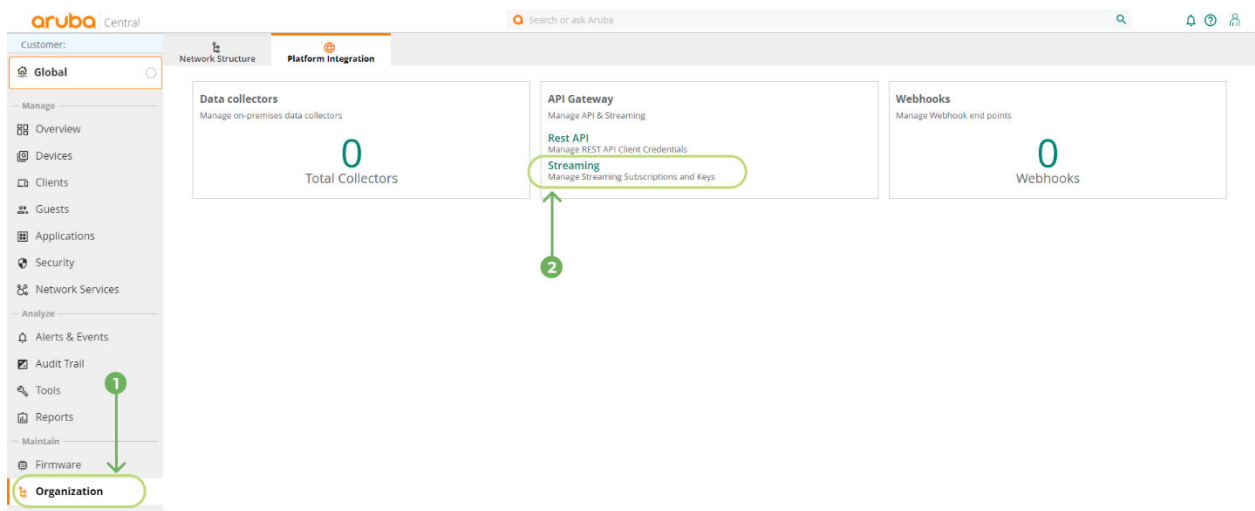 aruba Central
Search or ask Aruba
Customer:
Global
Manage
Overview
Devices
Clients
Guests
Applications
Security
Network Services
Analyze
Alerts & Events
Audit Trail
Tools
Reports
Maintain
Firmware
Organization
1
Network Structure
Platform Integration
Data collectors
Manage on-premises data collectors
0
Total Collectors
API Gateway
Manage API & Streaming
Rest API
Manage REST API Client Credentials
Streaming
Manage Streaming Subscriptions and Keys
2
Webhooks
Manage Webhook end points
0
Webhooks